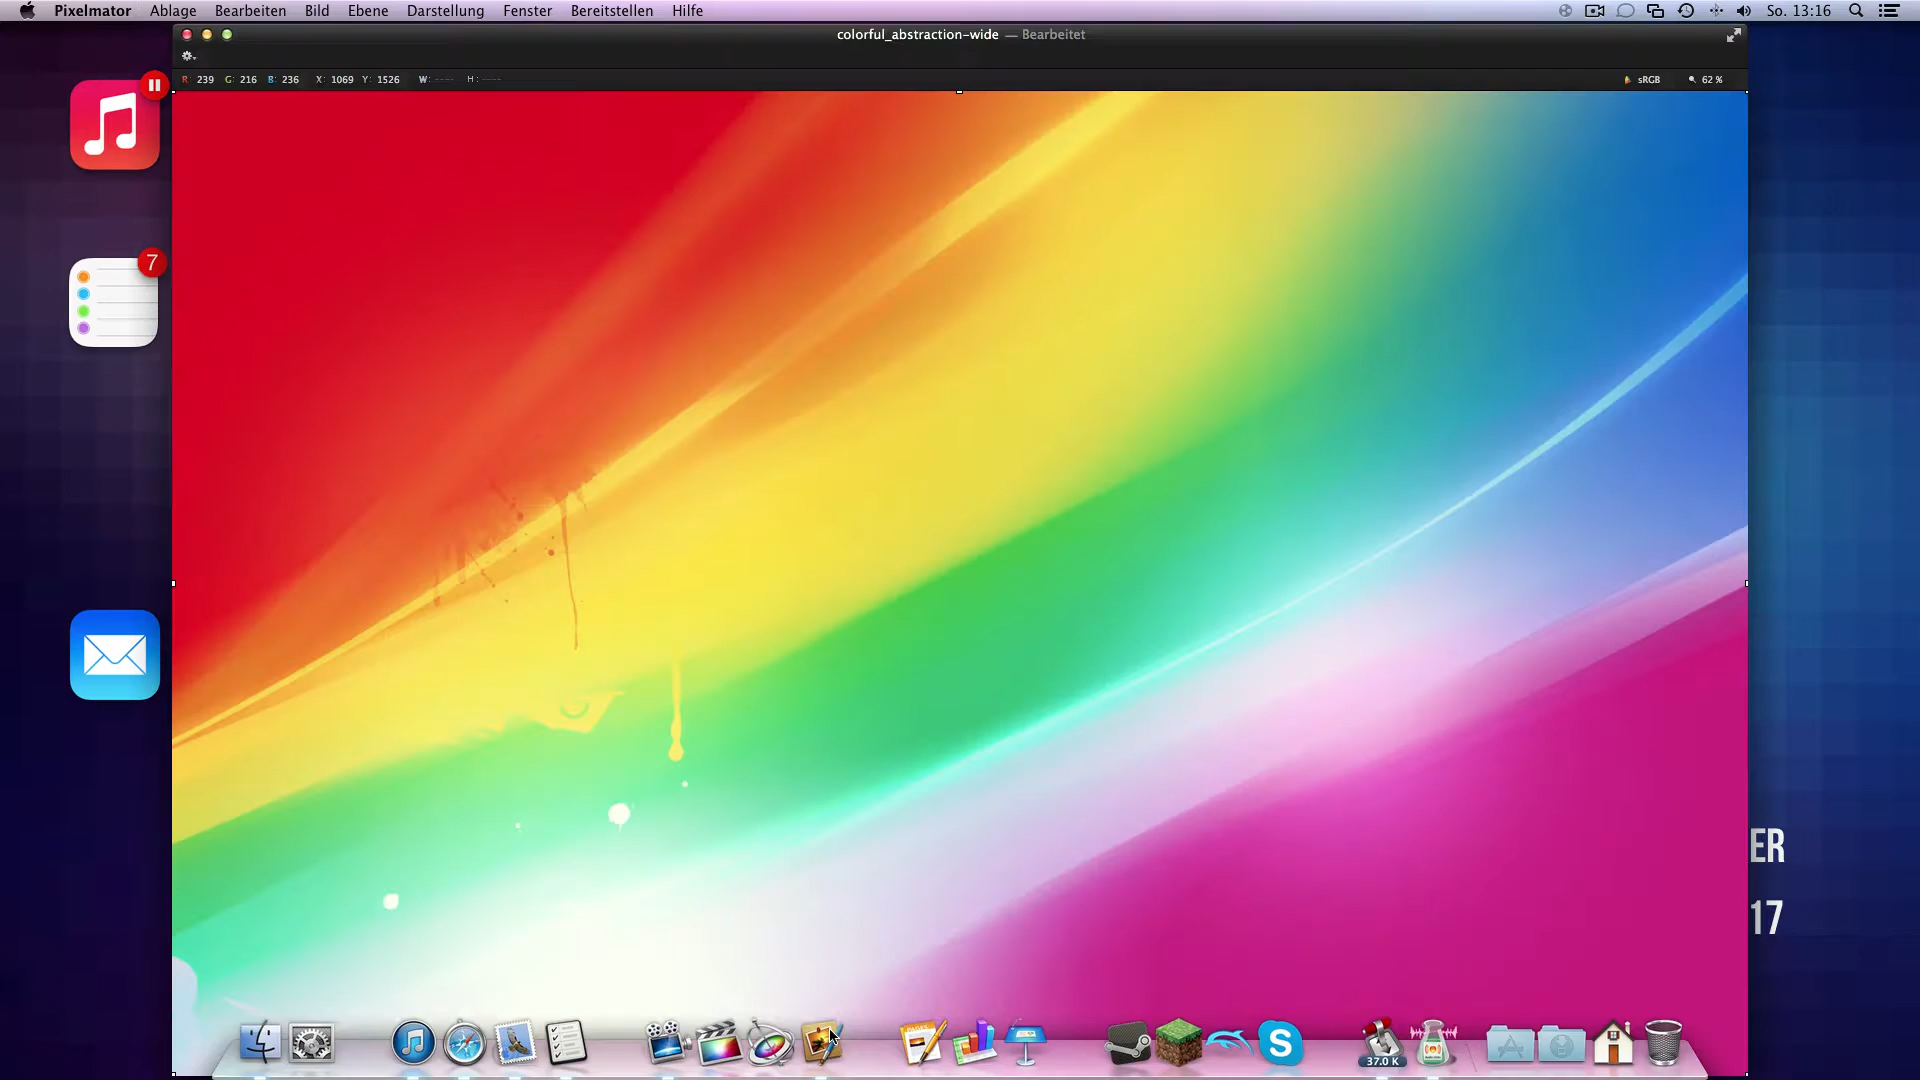 Pixelmator Ablage Bearbeiten Bild Ebene Darstellung Fenster Bereitstellen Hilfe So. 13:16
colorful_abstraction-wide — Bearbeitet
R: 239 G: 216 B: 236 X: 1069 Y: 1526 W: ---- H: ---- sRGB 62 %
7
ER
17
PAGES
37.0 K